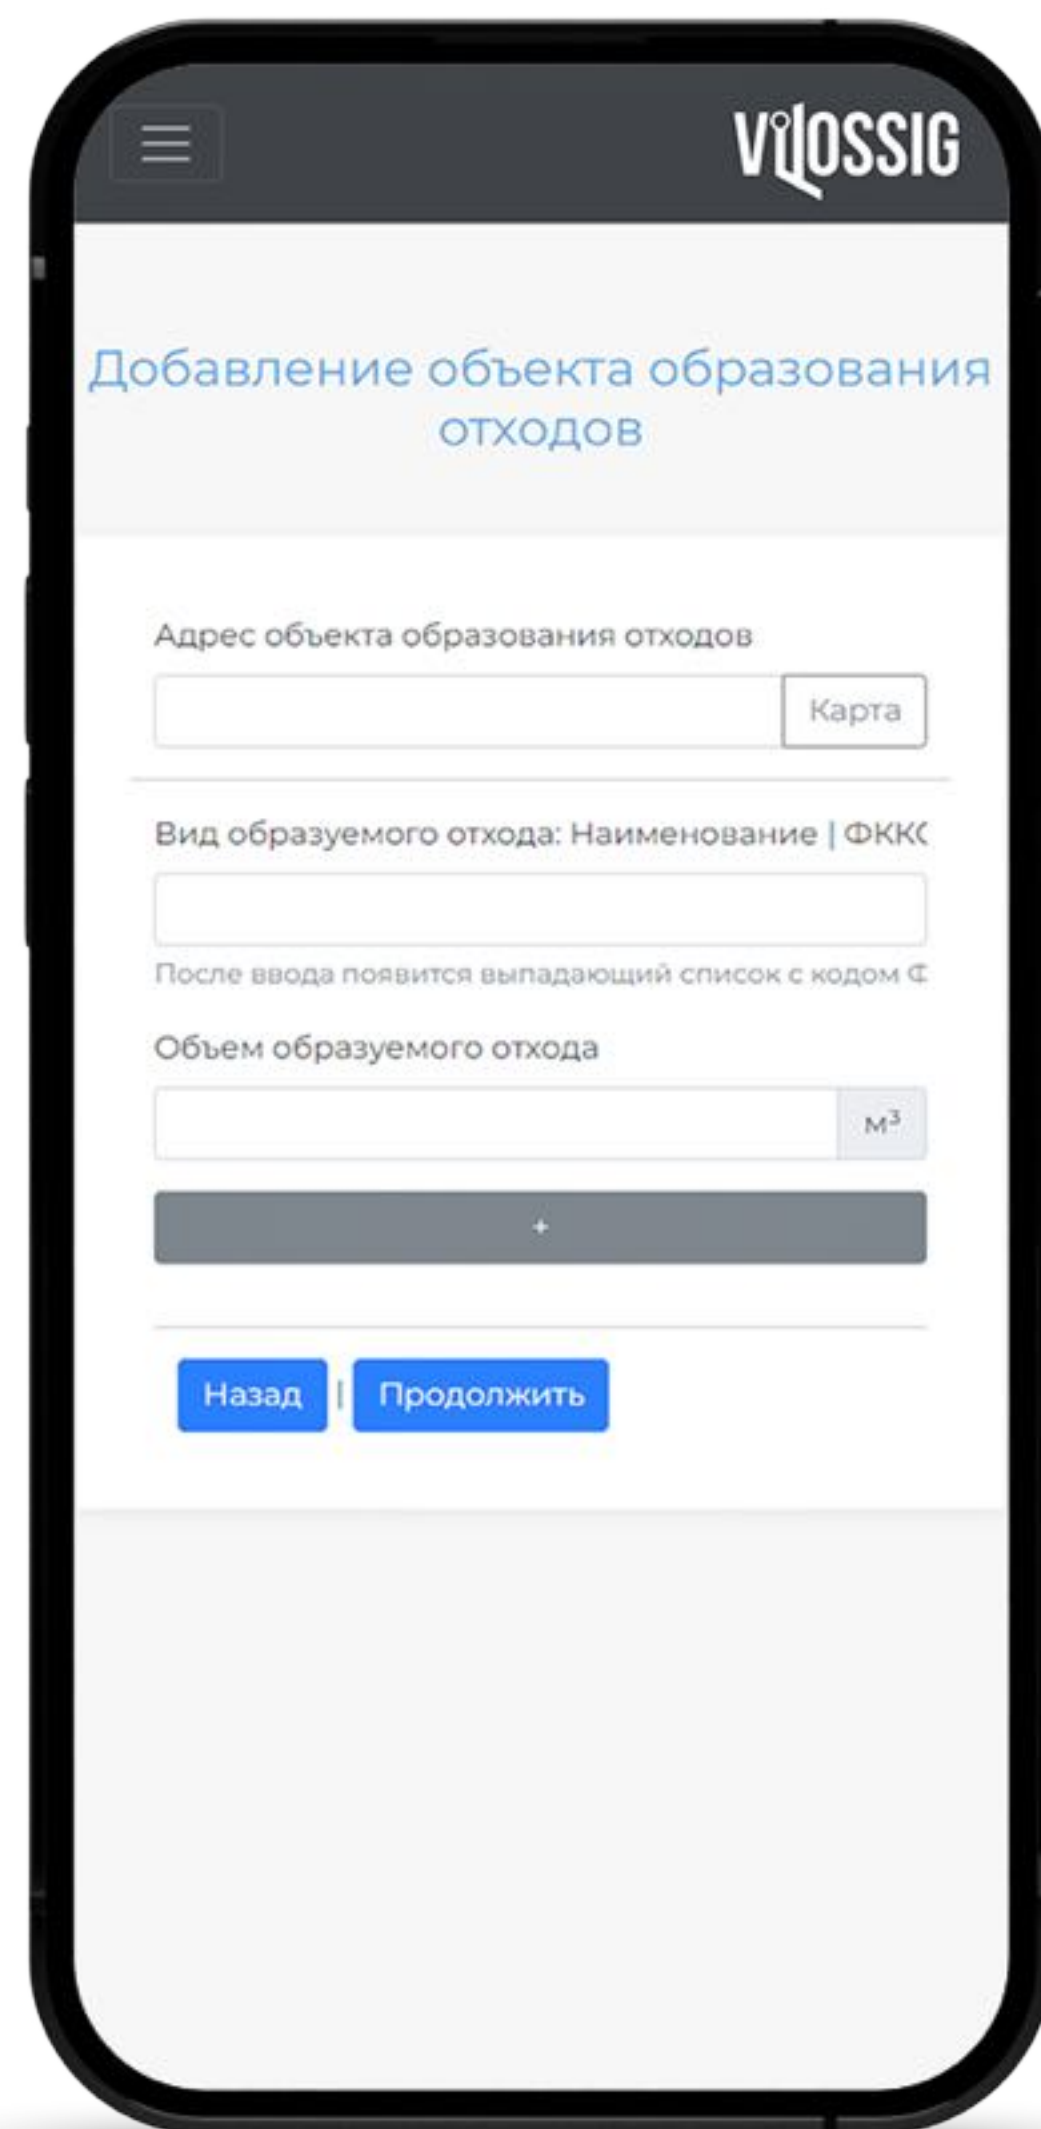 VILOSSIG
Добавление объекта образования
отходов
Адрес объекта образования отходов
Карта
Вид образуемого отхода: Наименование | ФКК
После ввода появится выпадающий список с кодом
Объем образуемого отхода
м³
+
Назад | Продолжить